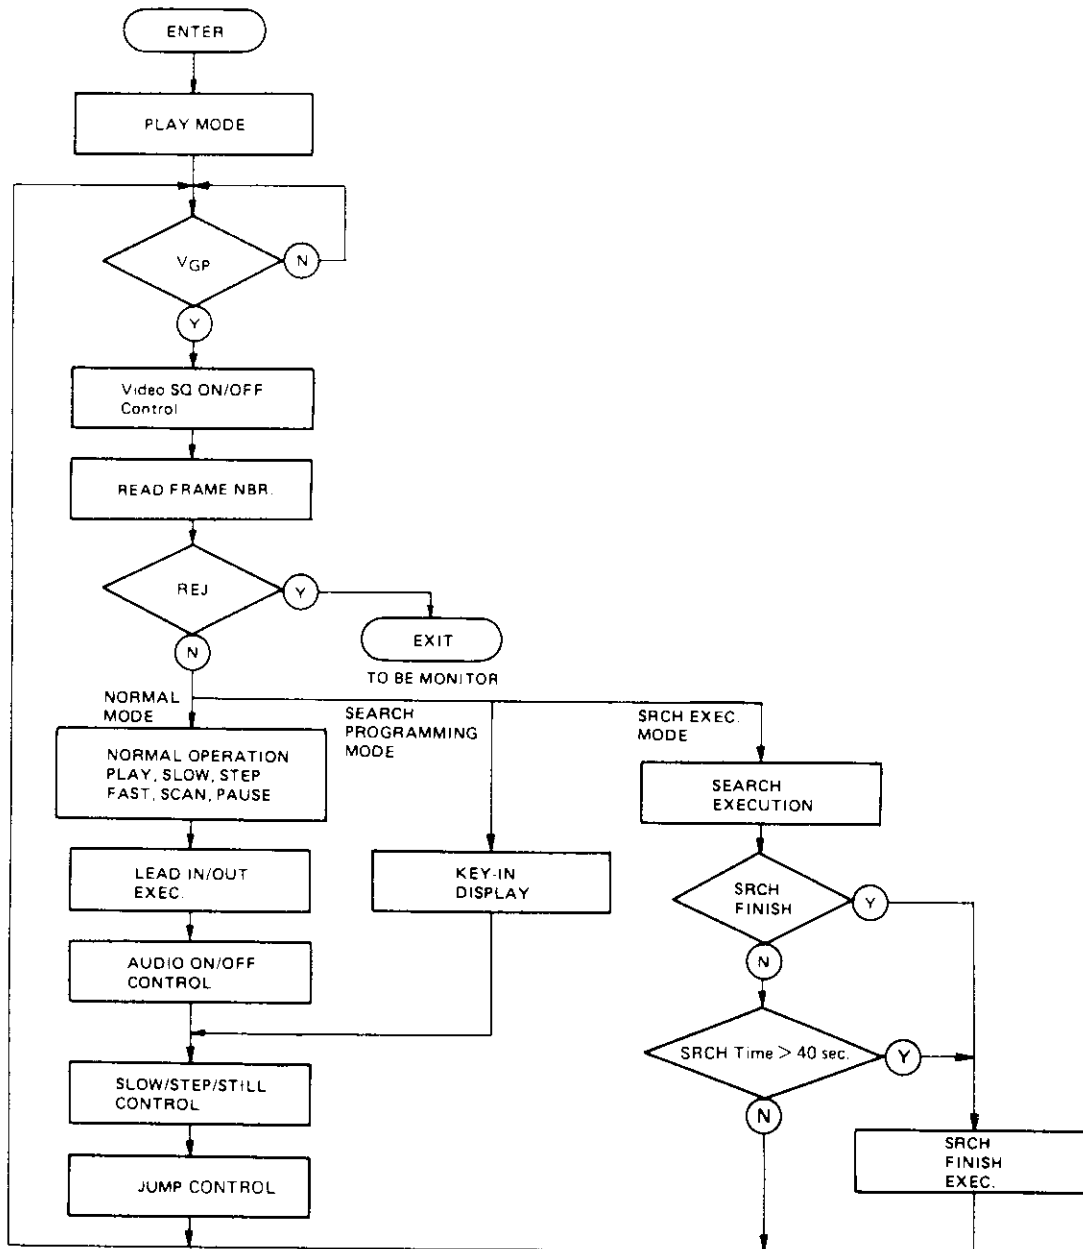 ENTER
PLAY MODE
VGP
N
Y
Video SQ ON/OFF
Control
READ FRAME NBR.
REJ
Y
N
EXIT
TO BE MONITOR
NORMAL
MODE
SEARCH
PROGRAMMING
MODE
SRCH EXEC.
MODE
NORMAL OPERATION
PLAY, SLOW, STEP
FAST, SCAN, PAUSE
SEARCH
EXECUTION
LEAD IN/OUT
EXEC.
KEY-IN
DISPLAY
SRCH
FINISH
Y
N
AUDIO ON/OFF
CONTROL
SRCH Time > 40 sec.
Y
N
SLOW/STEP/STILL
CONTROL
JUMP CONTROL
SRCH
FINISH
EXEC.